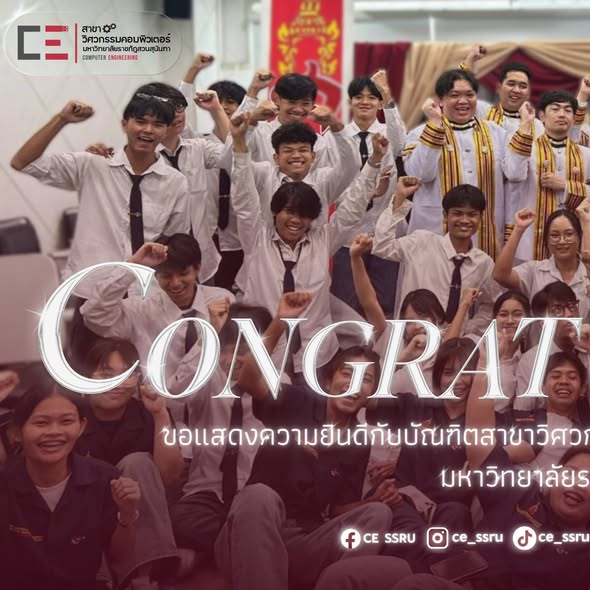 CE
สาขา
วิศวกรรมคอมพิวเตอร์
มหาวิทยาลัยราชภัฏสวนสุนันทา
COMPUTER ENGINEERING
CONGRAT
ขอแสดงความยินดีกับบัณฑิตสาขาวิศวก
มหาวิทยาลัยร
CE SSRU ce_ssru ce_ssru